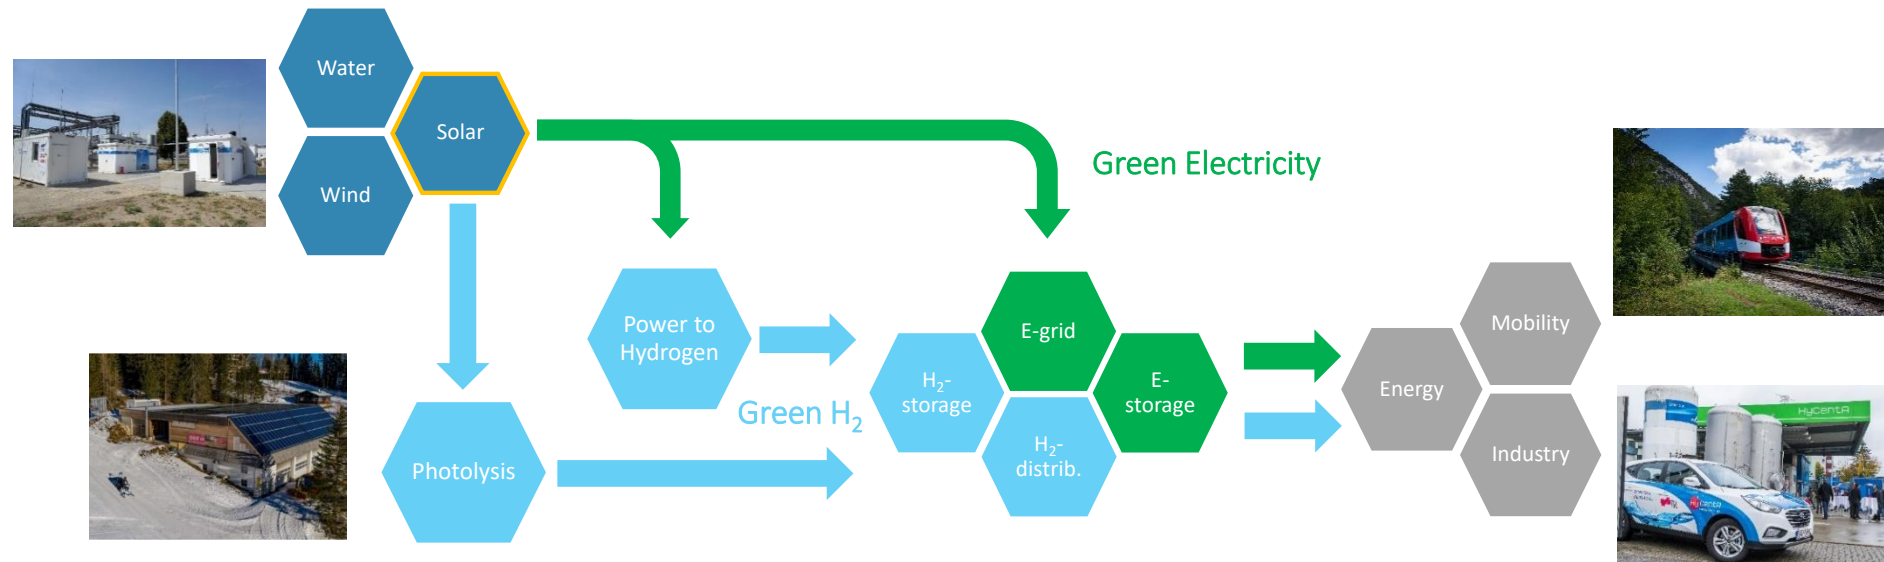 Water
Solar
Wind
Green Electricity
Power to
Hydrogen
Green H₂
Photolysis
E-grid
H₂-
storage
E-
storage
H₂-
distrib.
Mobility
Energy
Industry
HyCentA